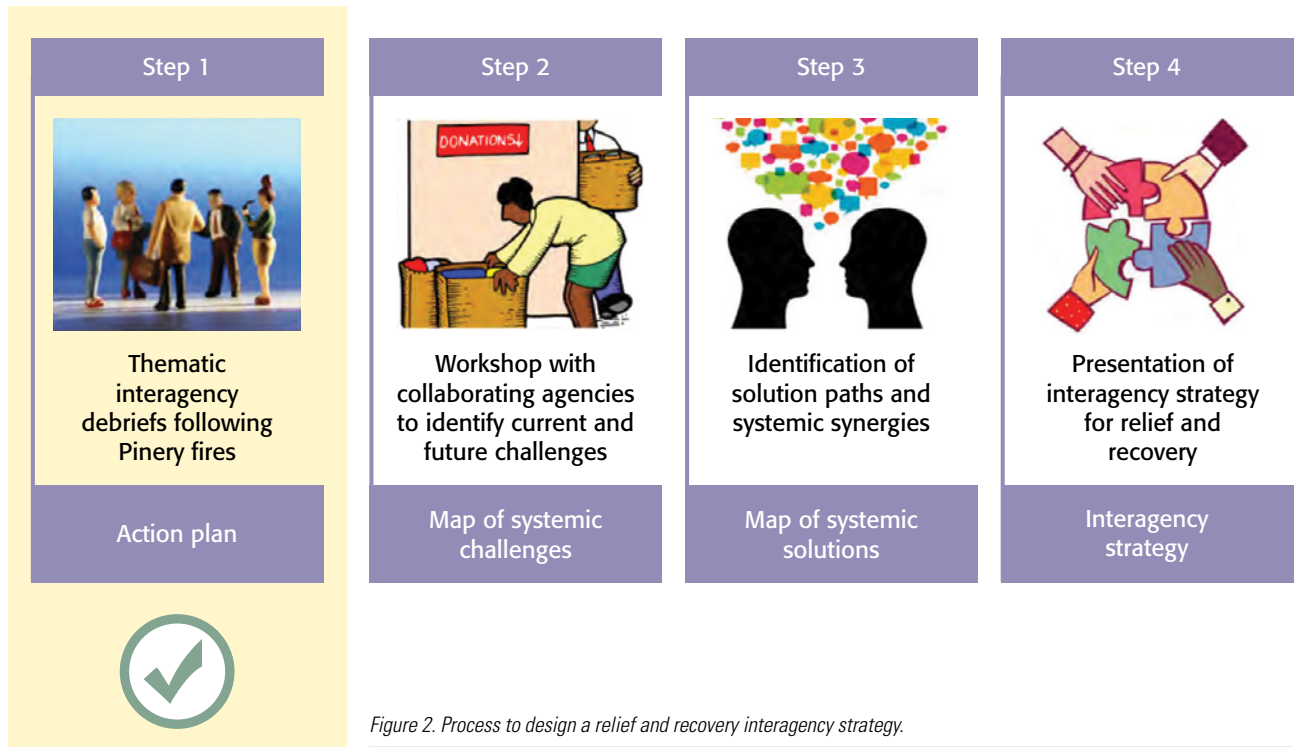 Step 1
Thematic
interagency
debriefs following
Pinery fires
Action plan
Step 2
DONATIONS↓
Workshop with
collaborating agencies
to identify current and
future challenges
Map of systemic
challenges
Step 3
Identification of
solution paths and
systemic synergies
Map of systemic
solutions
Step 4
Presentation of
interagency strategy
for relief and
recovery
Interagency
strategy
Figure 2. Process to design a relief and recovery interagency strategy.